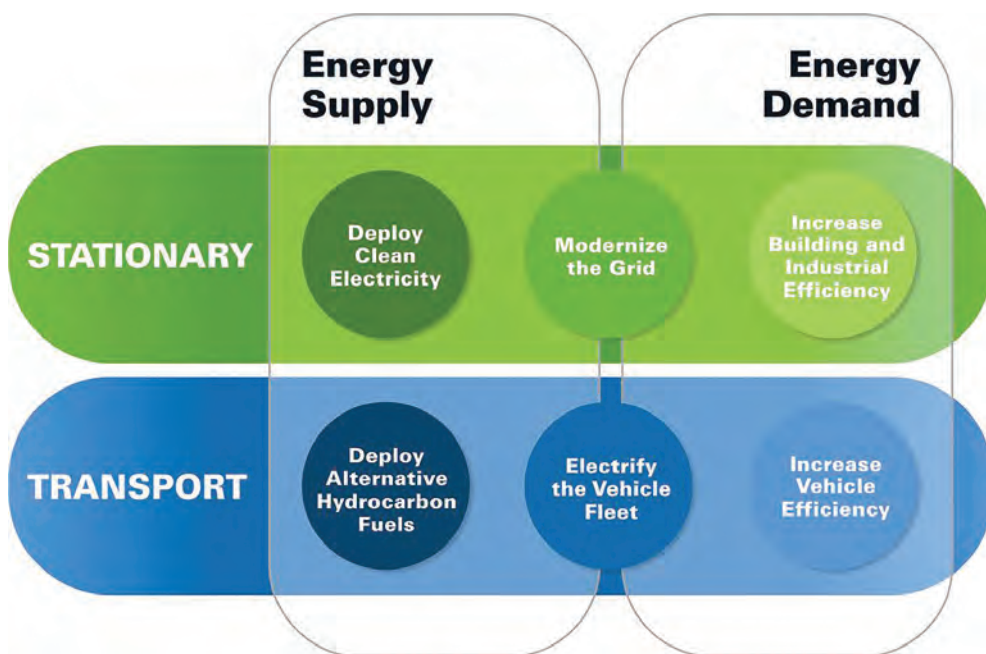 Energy
Supply
Energy
Demand
STATIONARY
Deploy
Clean
Electricity
Modernize
the Grid
Increase
Building and
Industrial
Efficiency
TRANSPORT
Deploy
Alternative
Hydrocarbon
Fuels
Electrify
the Vehicle
Fleet
Increase
Vehicle
Efficiency